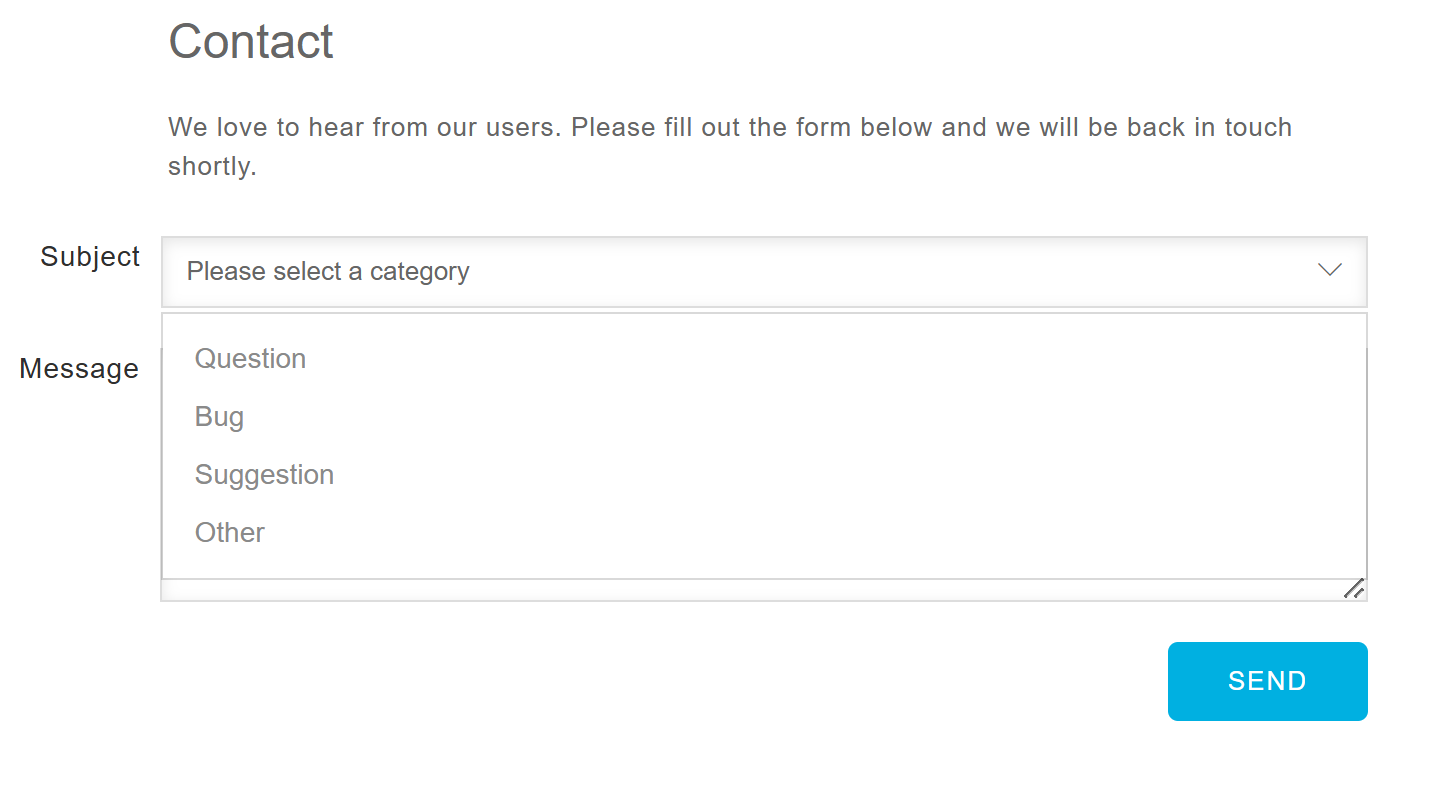 Contact
We love to hear from our users. Please fill out the form below and we will be back in touch
shortly.
Subject
Please select a category
Message
Question
Bug
Suggestion
Other
SEND